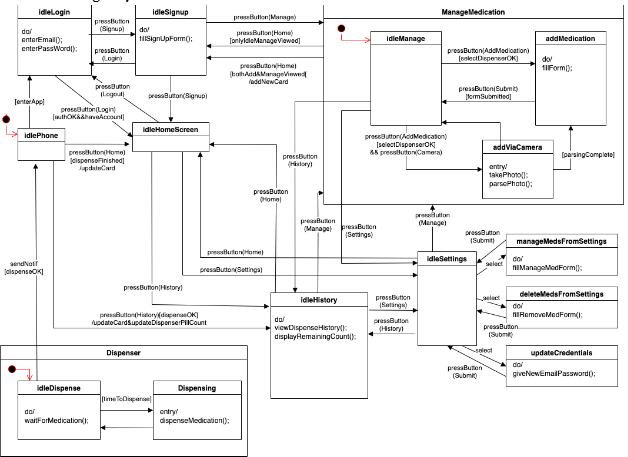 idleLogin
do/
enterEmail();
enterPassWord();
pressButton
(Signup)
pressButton
(Login)
idleSignup
do/
fillSignUpForm();
pressButton(Manage)
pressButton(Home)
[onlyIdleManageViewed]
pressButton(Home)
[bothAdd&ManageViewed]
/addNewCard
ManageMedication
idleManage
pressButton(AddMedication)
[selectDispenserOK]
pressButton(Submit)
[formSubmitted]
addMedication
do/
fillForm();
pressButton(AddMedication)
[selectDispenserOK]
&& pressButton(Camera)
addViaCamera
entry/
takePhoto();
parsePhoto();
[parsingComplete]
[enterApp]
pressButton
(Logout)
pressButton(Signup)
pressButton(Login)
[authOK&&haveAccount]
idlePhone
idleHomeScreen
pressButton(Home)
[dispenseFinished]
/updateCard
pressButton
(History)
pressButton
(Home)
pressButton
(Manage)
pressButton
(Settings)
pressButton
(Manage)
sendNotif
[dispenseOK]
pressButton(Home)
pressButton(Settings)
pressButton(History)
pressButton(History)[dispenseOK]
/updateCard&updateDispenserPillCount
idleHistory
do/
viewDispenseHistory();
displayRemainingCount();
pressButton
(Settings)
pressButton
(History)
idleSettings
pressButton
(Submit)
select
manageMedsFromSettings
do/
fillManageMedForm();
select
pressButton
(Submit)
deleteMedsFromSettings
do/
fillRemoveMedForm();
select
pressButton
(Submit)
updateCredentials
do/
giveNewEmailPassword();
Dispenser
idleDispense
do/
waitForMedication();
[timeToDispense]
Dispensing
entry/
dispenseMedication();